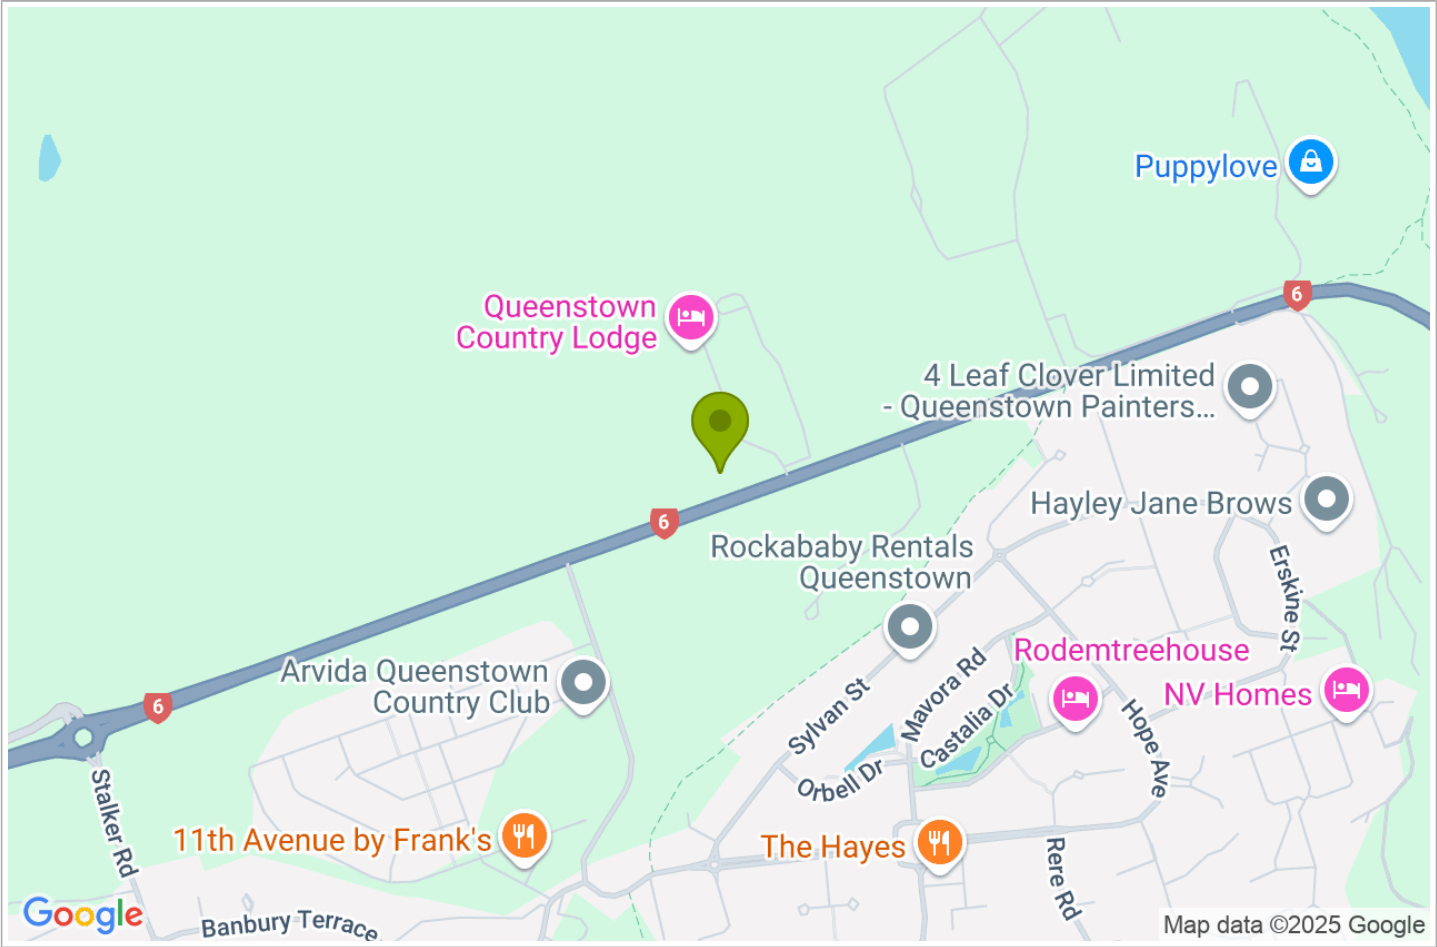 Puppylove
6
Queenstown
Country Lodge
4 Leaf Clover Limited
- Queenstown Painters...
Hayley Jane Brows
6
Rockababy Rentals
Queenstown
Erskine St
Rodemtreehouse
Arvida Queenstown
Country Club
Mavora Rd
NV Homes
6
Sylvan St
Castalia Dr
Hope Ave
Orbell Dr
Stalker Rd
11th Avenue by Frank's
The Hayes
Rere Rd
Google
Banbury Terrace
Map data ©2025 Google